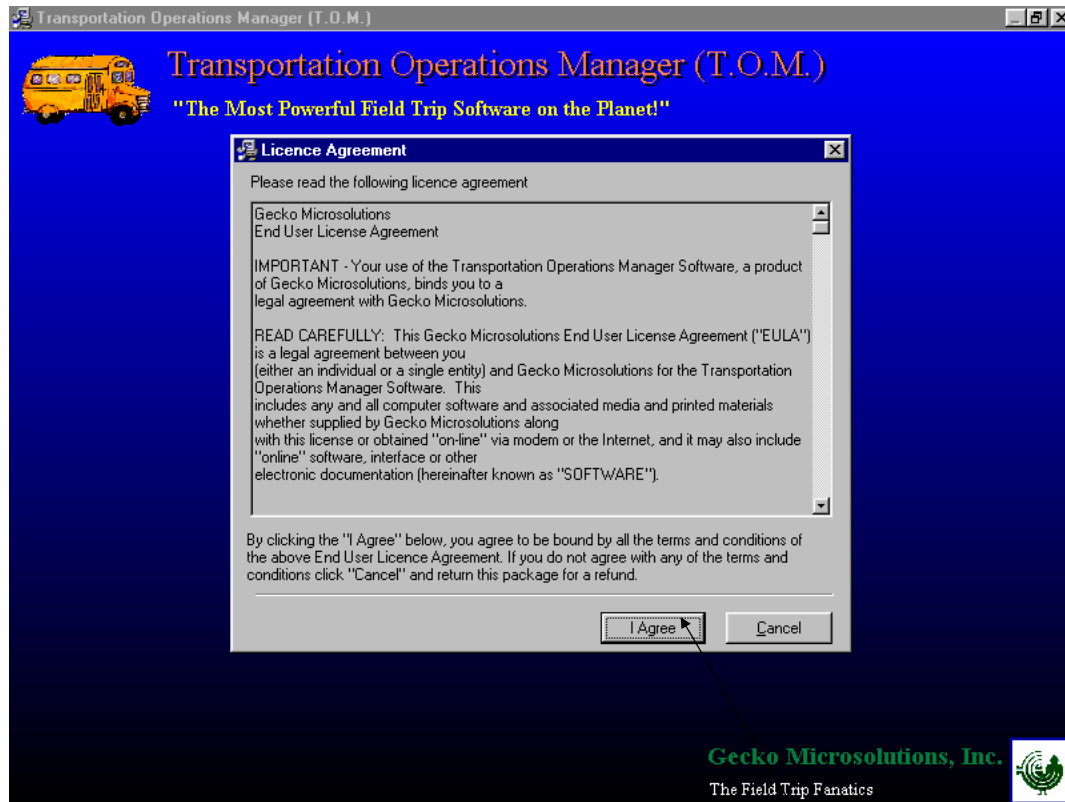 Transportation Operations Manager (T.O.M.)
Transportation Operations Manager (T.O.M.)
"The Most Powerful Field Trip Software on the Planet!"
Licence Agreement
Please read the following licence agreement
Gecko Microsolutions
End User License Agreement
IMPORTANT - Your use of the Transportation Operations Manager Software, a product
of Gecko Microsolutions, binds you to a
legal agreement with Gecko Microsolutions.
READ CAREFULLY:  This Gecko Microsolutions End User License Agreement ("EULA")
is a legal agreement between you
(either an individual or a single entity) and Gecko Microsolutions for the Transportation
Operations Manager Software.  This
includes any and all computer software and associated media and printed materials
whether supplied by Gecko Microsolutions along
with this license or obtained "on-line" via modem or the Internet, and it may also include
"online" software, interface or other
electronic documentation (hereinafter known as "SOFTWARE").
By clicking the "I Agree" below, you agree to be bound by all the terms and conditions of
the above End User Licence Agreement. If you do not agree with any of the terms and
conditions click "Cancel" and return this package for a refund.
I Agree
Cancel
Gecko Microsolutions, Inc.
The Field Trip Fanatics